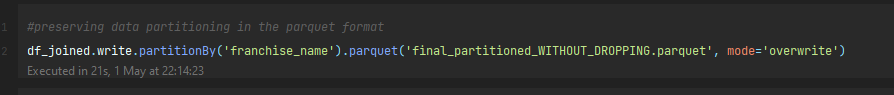 1 #preserving data partitioning in the parquet format
2 df_joined.write.partitionBy('franchise_name').parquet('final_partitioned_WITHOUT_DROPPING.parquet', mode='overwrite')
Executed in 21s, 1 May at 22:14:23